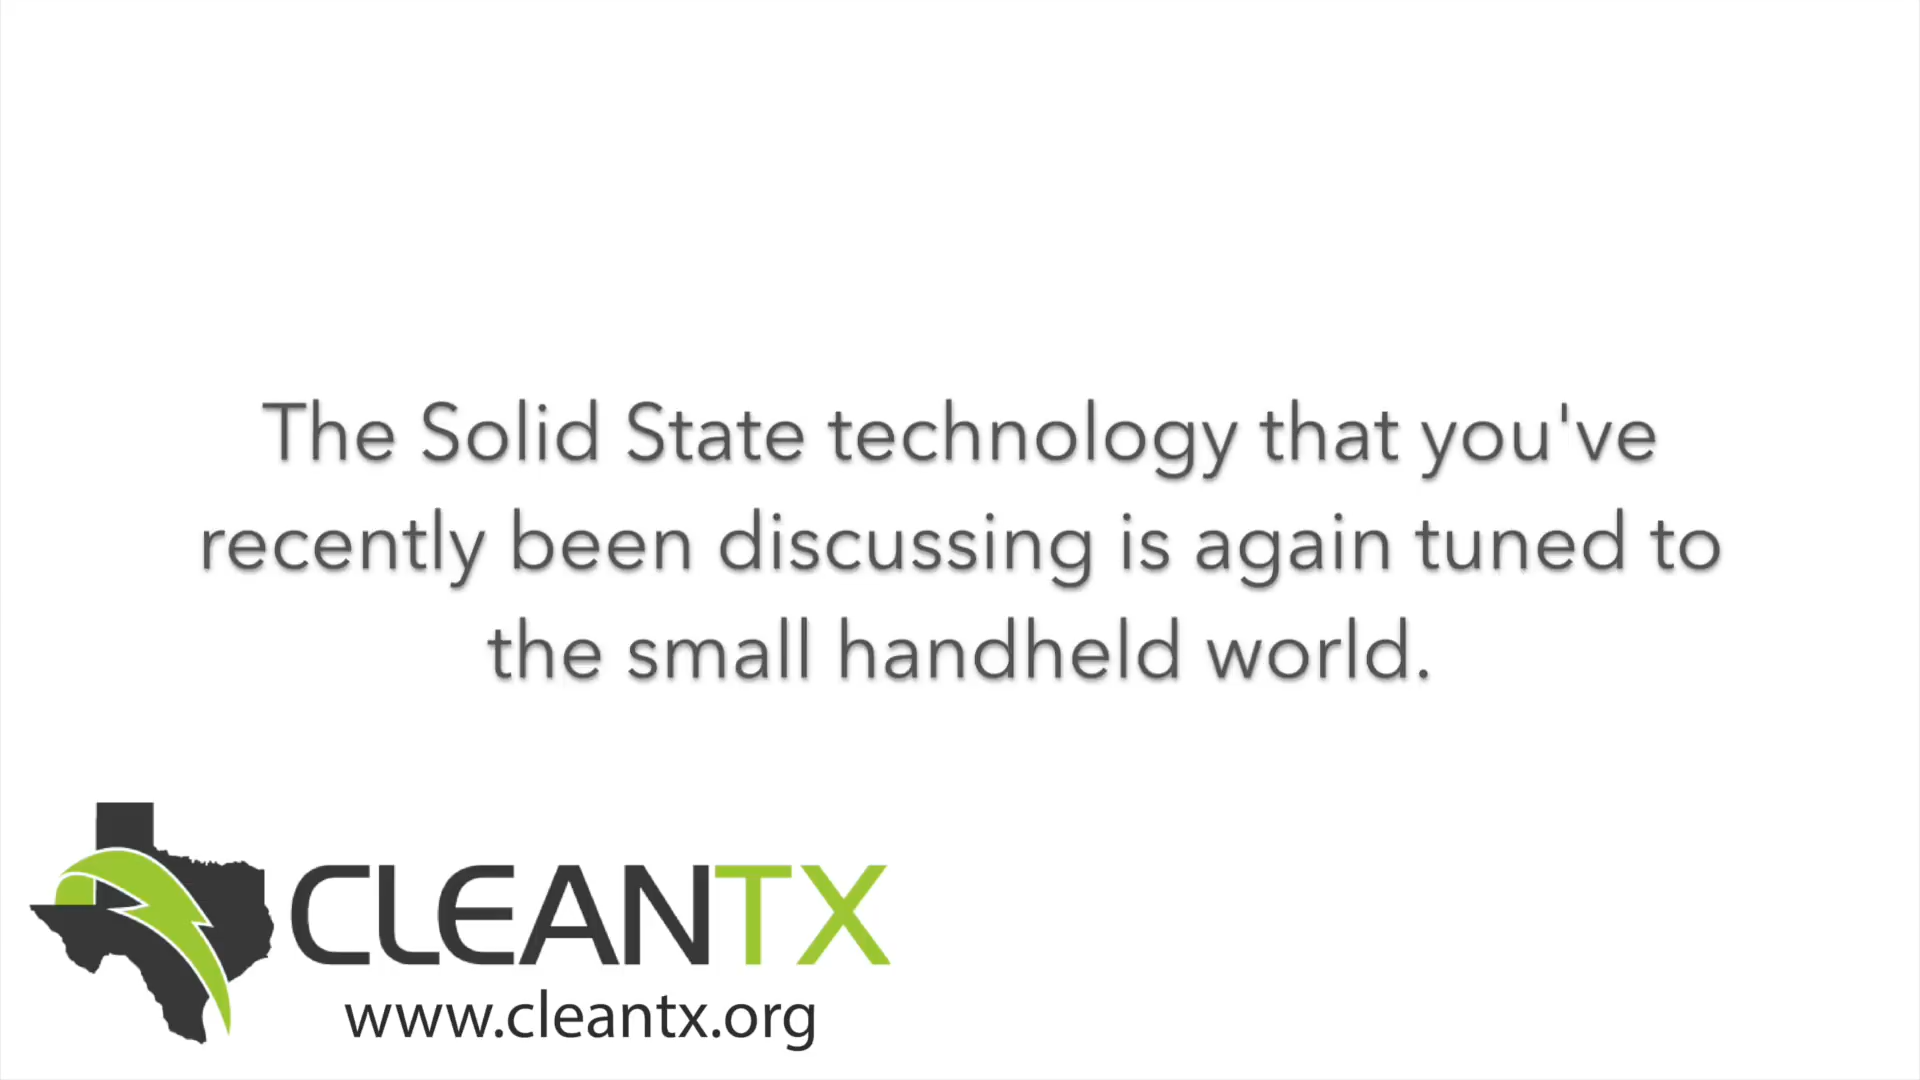 The Solid State technology that you've
recently been discussing is again tuned to
the small handheld world.
CLEANTX
www.cleantx.org